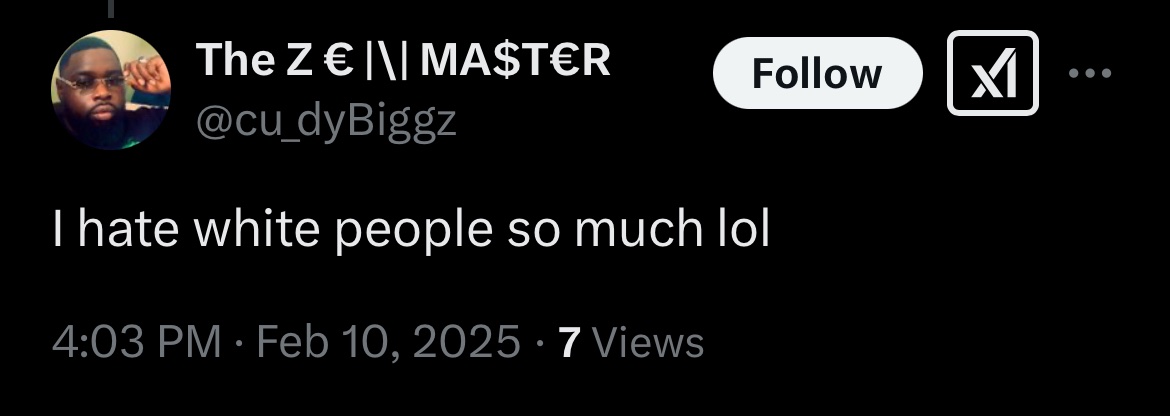 The Z € |\| MA$T€R
Follow
@cu_dyBiggz
I hate white people so much lol
4:03 PM · Feb 10, 2025 · 7 Views